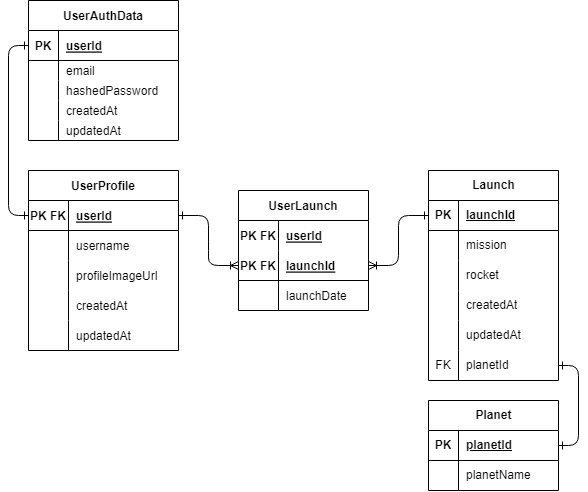 UserAuthData
PK userId
email
hashedPassword
createdAt
updatedAt
UserProfile
PK FK userId
username
profileImageUrl
createdAt
updatedAt
UserLaunch
PK FK userId
PK FK launchId
launchDate
Launch
PK launchId
mission
rocket
createdAt
updatedAt
FK planetId
Planet
PK planetId
planetName